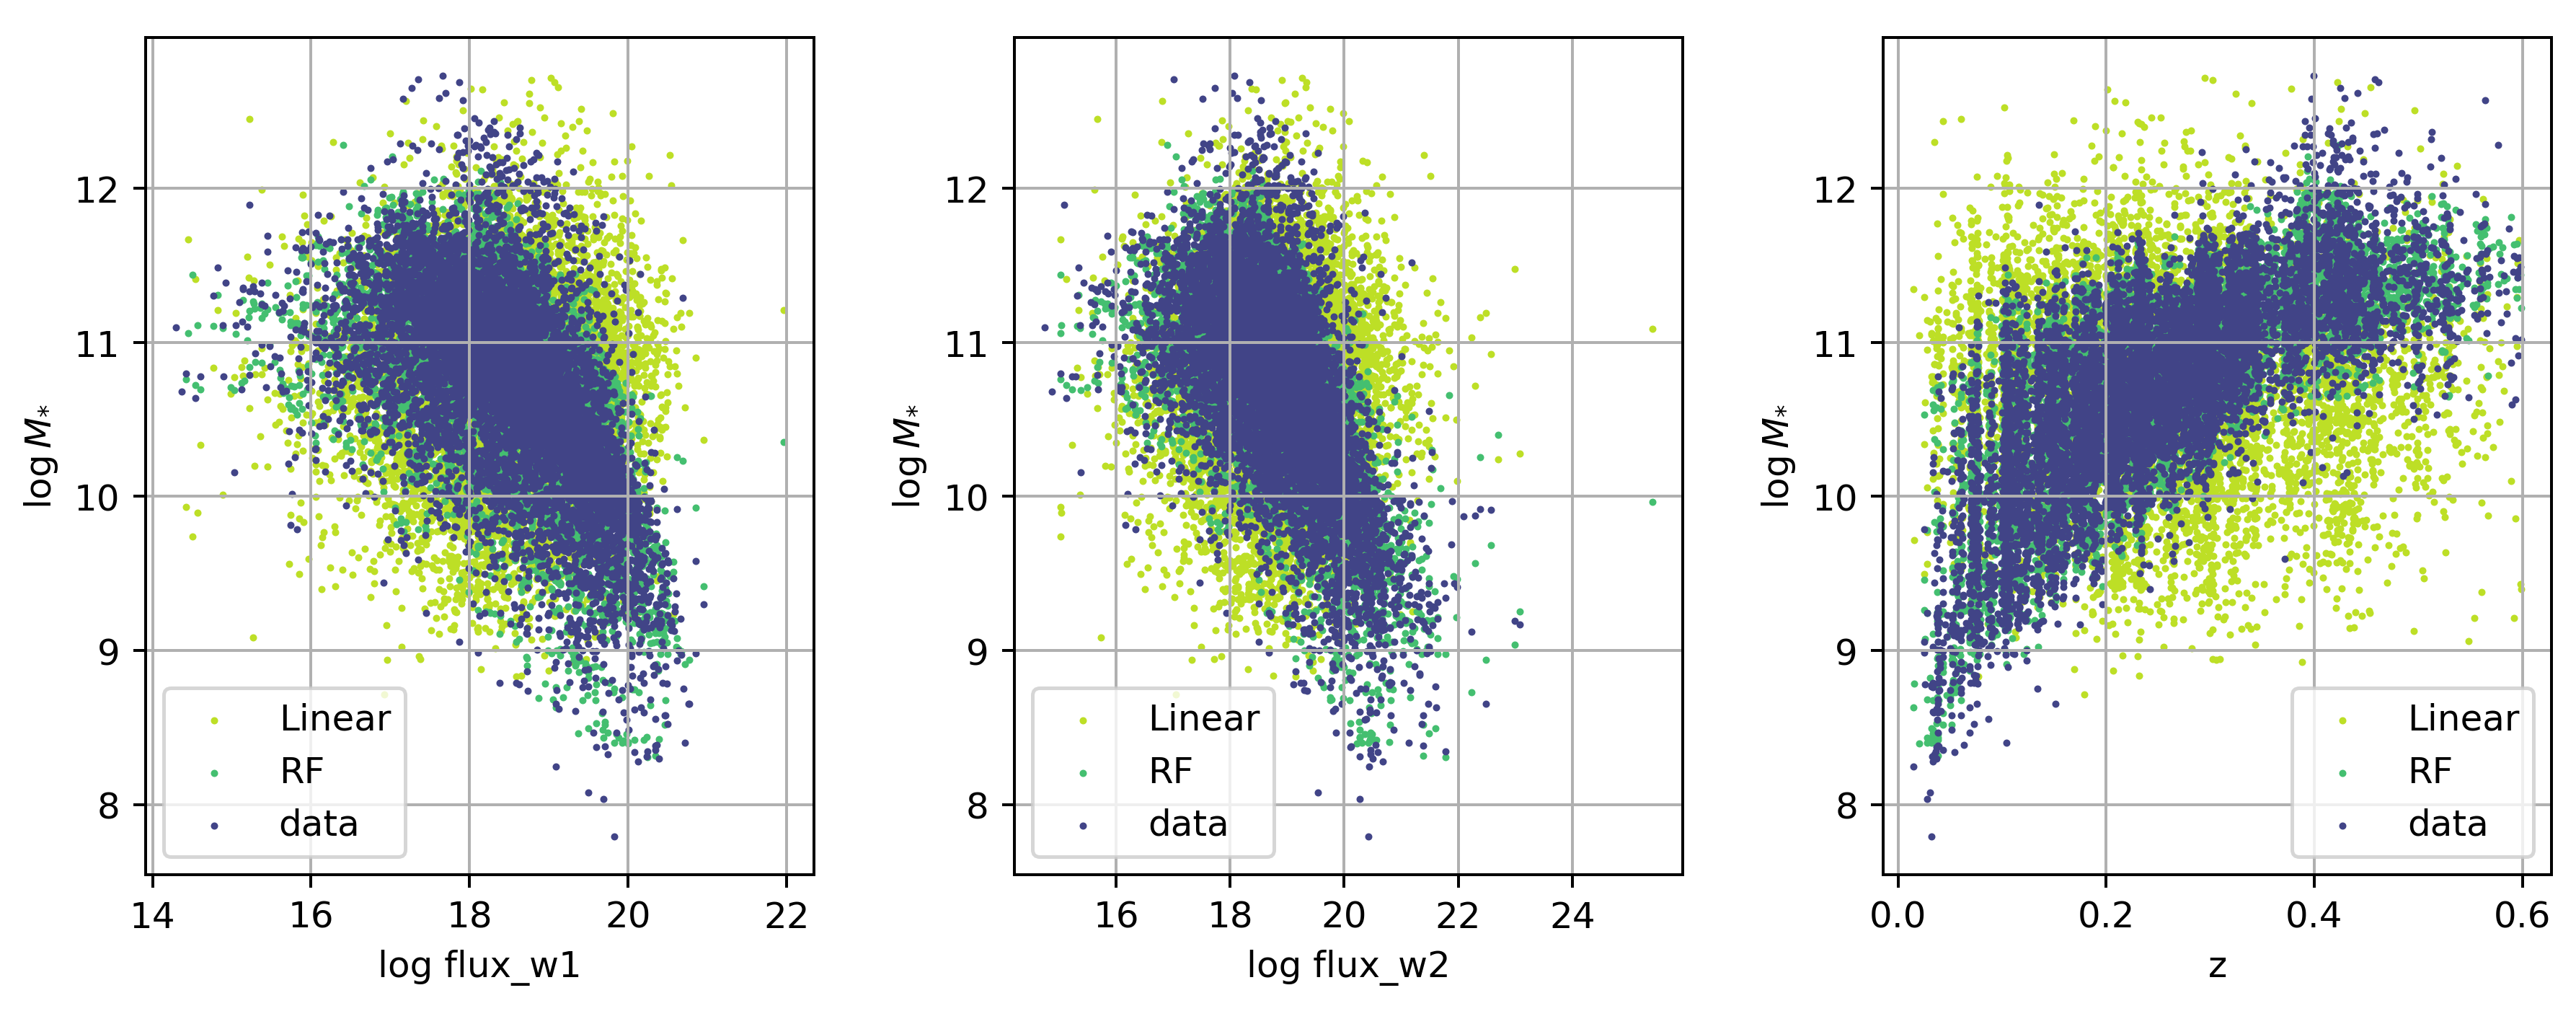 12
11
10
9
8
log M*
14 16 18 20 22
log flux_w1
Linear
RF
data
12
11
10
9
8
log M*
16 18 20 22 24
log flux_w2
Linear
RF
data
12
11
10
9
8
log M*
0.0 0.2 0.4 0.6
z
Linear
RF
data